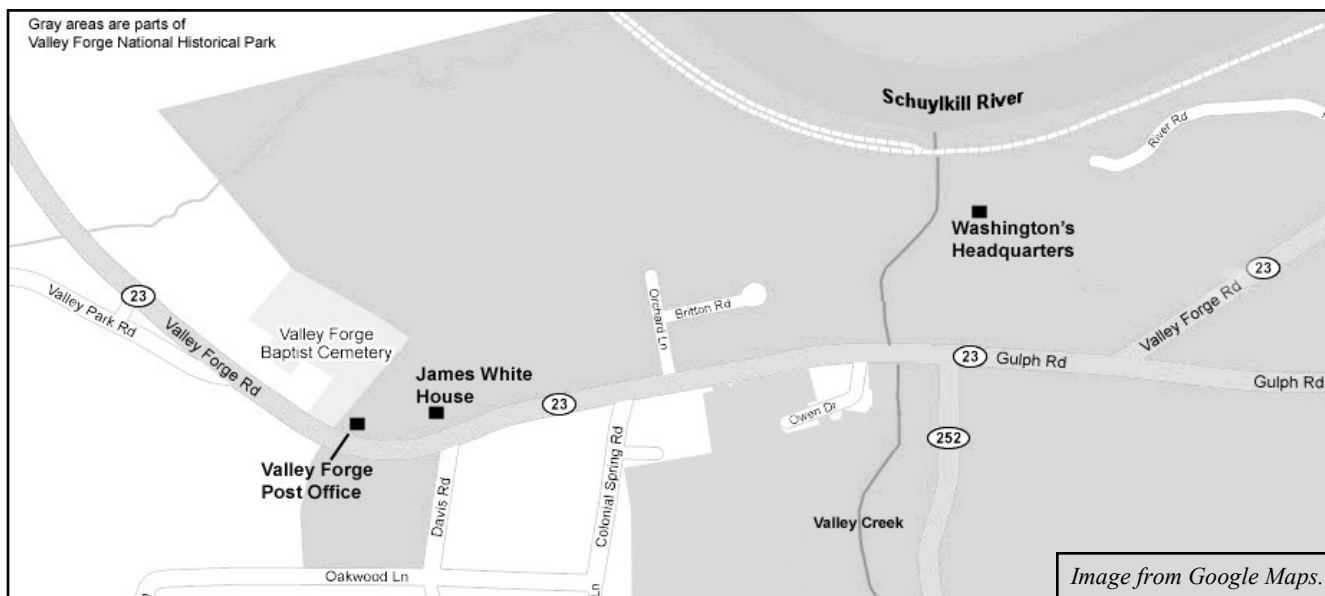 Gray areas are parts of
Valley Forge National Historical Park
Schuylkill River
River Rd
Washington's
Headquarters
23
Valley Forge Rd
23
Valley Park Rd
Valley Forge Rd
Valley Forge
Baptist Cemetery
Orchard Ln
Britton Rd
James White
House
23
23
Gulph Rd
Gulph Rd
Owen Dr
252
Valley Forge
Post Office
Davis Rd
Colonial Spring Rd
Valley Creek
Oakwood Ln
Ln
Image from Google Maps.